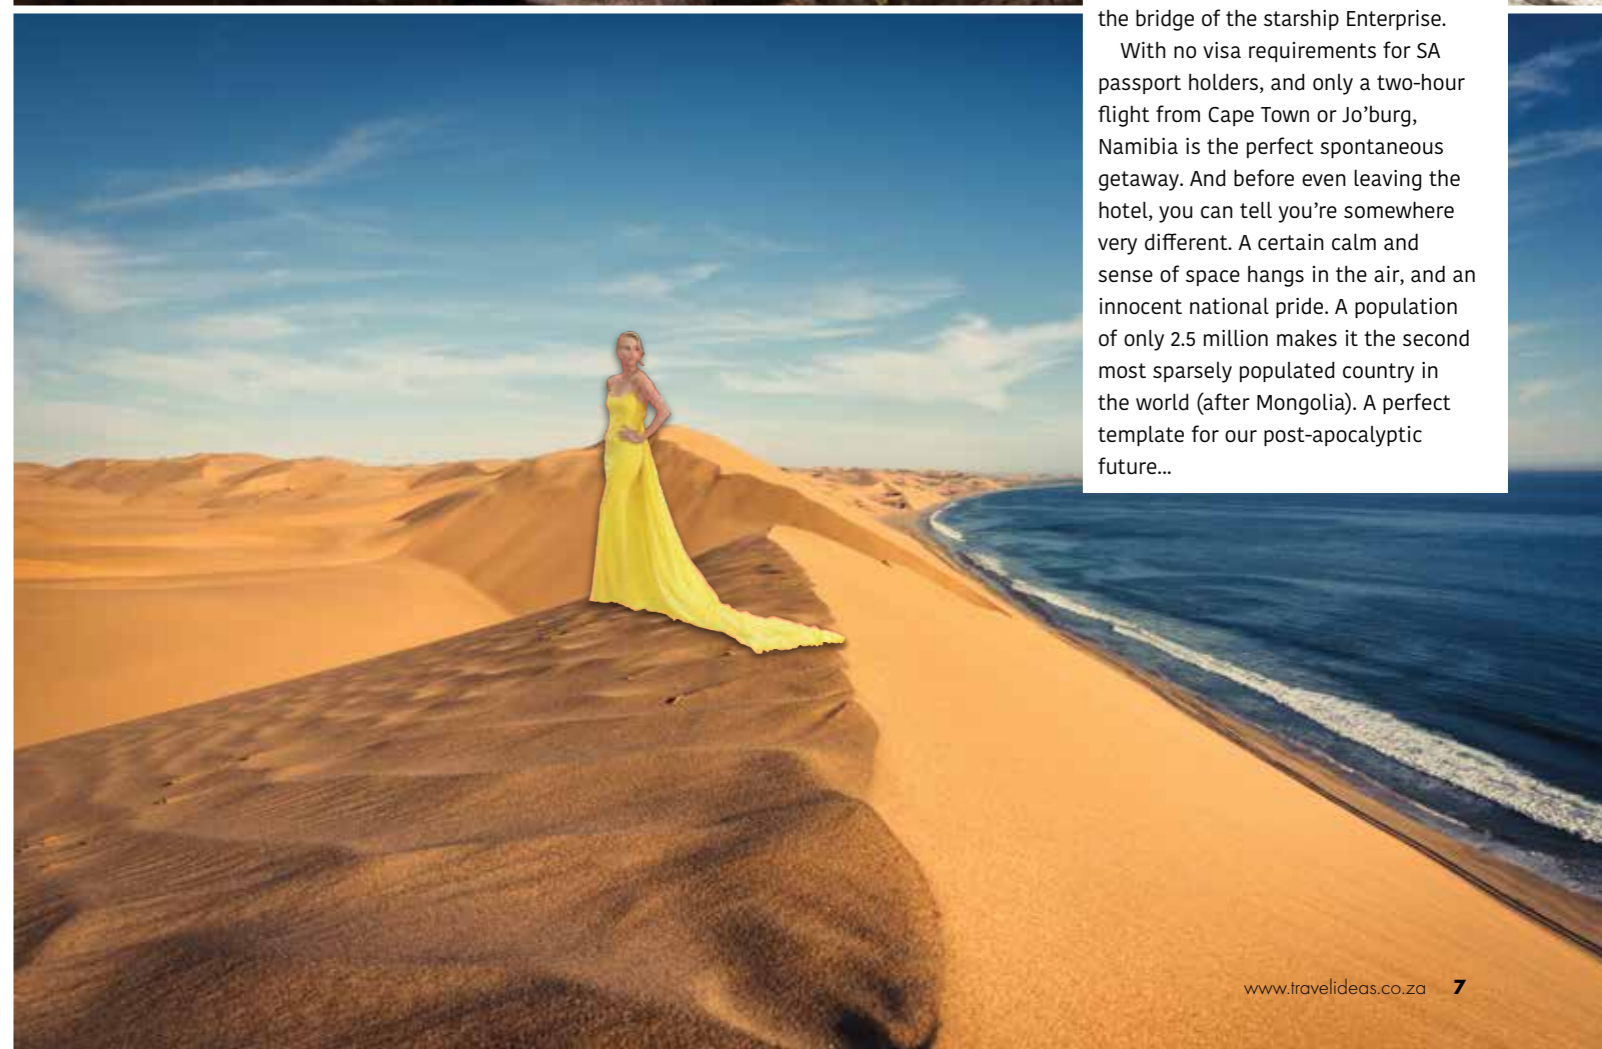 the bridge of the starship Enterprise.
With no visa requirements for SA
passport holders, and only a two-hour
flight from Cape Town or Jo’burg,
Namibia is the perfect spontaneous
getaway. And before even leaving the
hotel, you can tell you’re somewhere
very different. A certain calm and
sense of space hangs in the air, and an
innocent national pride. A population
of only 2.5 million makes it the second
most sparsely populated country in
the world (after Mongolia). A perfect
template for our post-apocalyptic
future...
www.travelideas.co.za 7